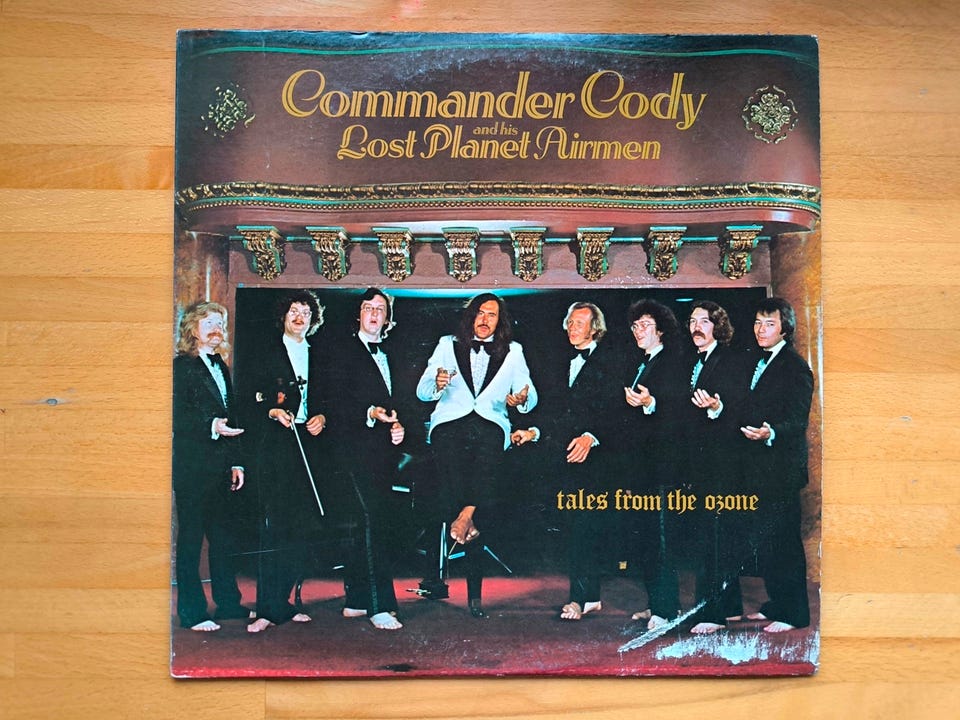 Commander Cody
and his
Lost Planet Airmen
tales from the ozone